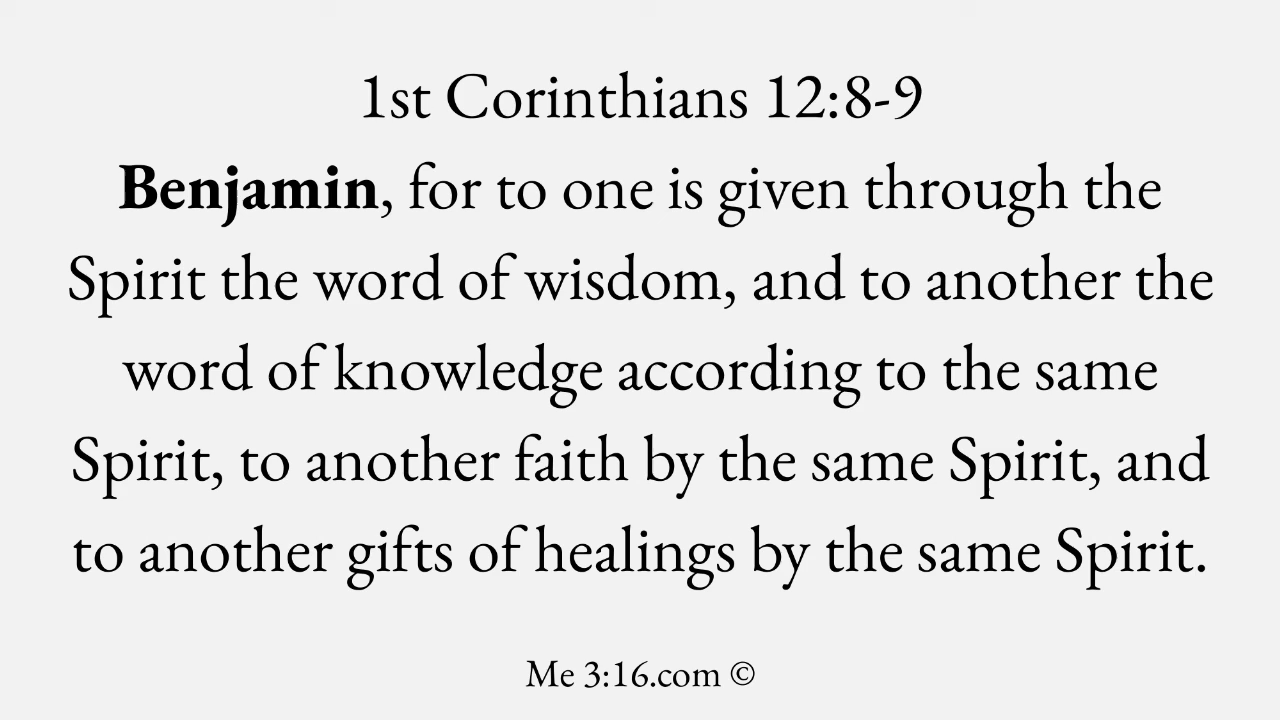 1st Corinthians 12:8-9
Benjamin, for to one is given through the
Spirit the word of wisdom, and to another the
word of knowledge according to the same
Spirit, to another faith by the same Spirit, and
to another gifts of healings by the same Spirit.
Me 3:16.com ©